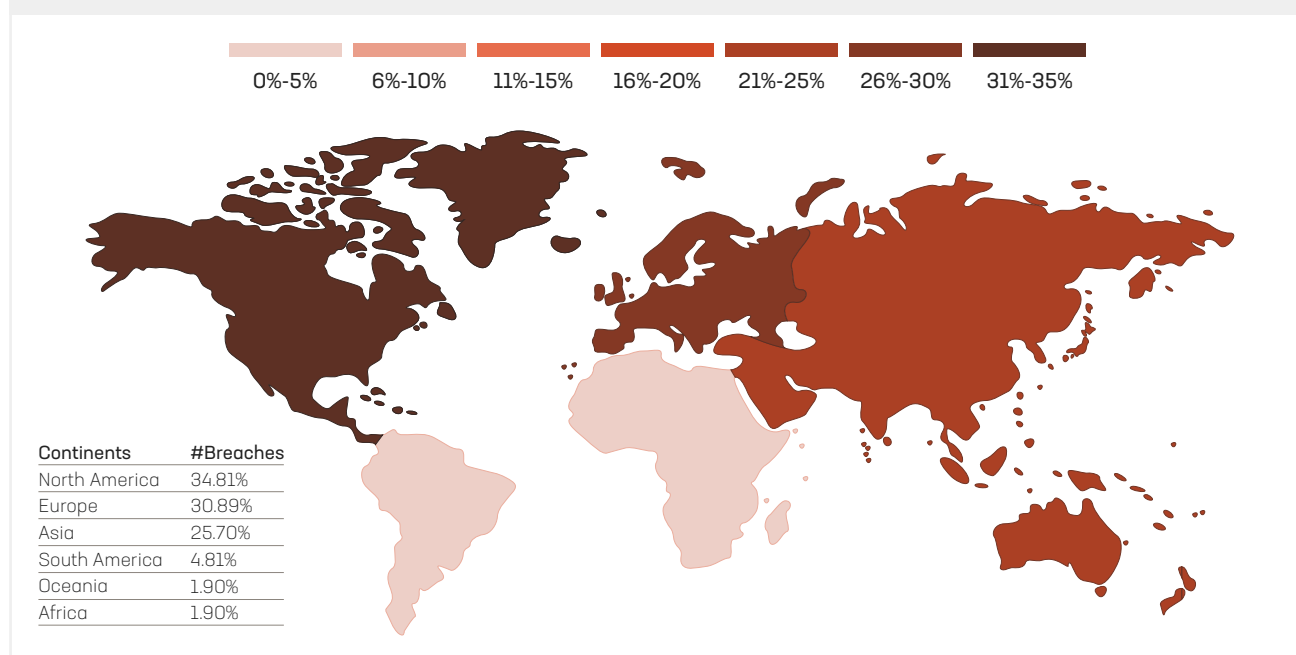 0%-5% 6%-10% 11%-15% 16%-20% 21%-25% 26%-30% 31%-35%
Continents #Breaches
North America 34.81%
Europe 30.89%
Asia 25.70%
South America 4.81%
Oceania 1.90%
Africa 1.90%